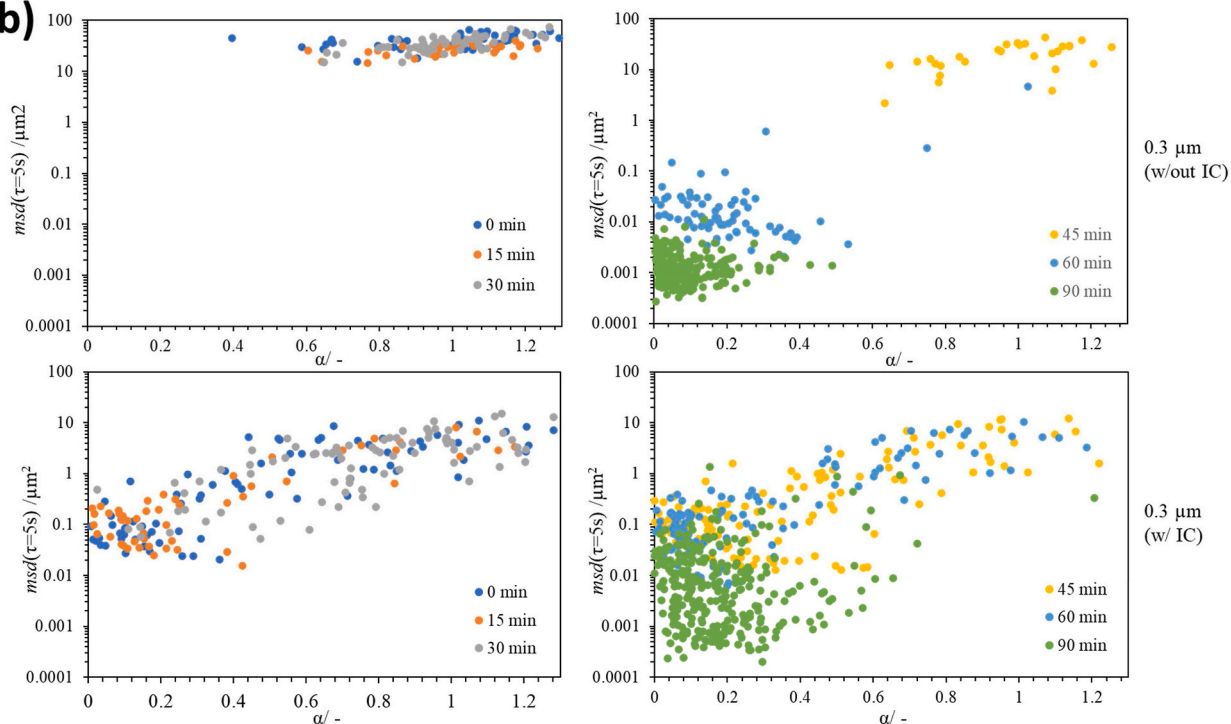 b)
100
10
1
0.1
0.01
0.001
0.0001
msd(τ=5s) /µm2
0 min
15 min
30 min
0 0.2 0.4 0.6 0.8 1 1.2
α/ -
100
10
1
0.1
0.01
0.001
0.0001
msd(τ=5s) /µm²
45 min
60 min
90 min
0 0.2 0.4 0.6 0.8 1 1.2
α/ -
0.3 µm
(w/out IC)
100
10
1
0.1
0.01
0.001
0.0001
msd(τ=5s) /µm²
0 min
15 min
30 min
0 0.2 0.4 0.6 0.8 1 1.2
α/ -
100
10
1
0.1
0.01
0.001
0.0001
msd(τ=5s) /µm²
45 min
60 min
90 min
0 0.2 0.4 0.6 0.8 1 1.2
α/ -
0.3 µm
(w/ IC)